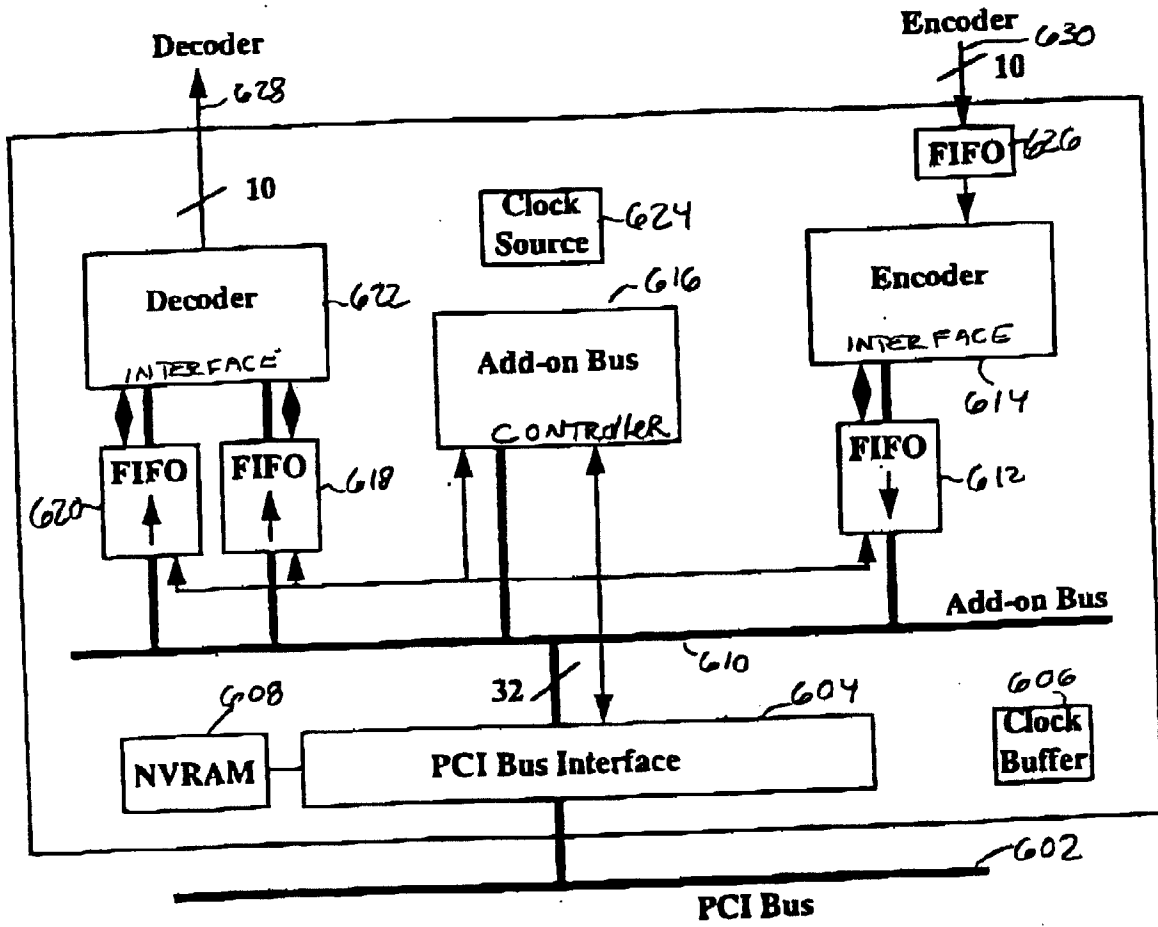 Decoder
628
10
Encoder
630
10
FIFO
626
Clock
Source
624
Decoder
INTERFACE
622
616
Add-on Bus
CONTROLLER
Encoder
INTERFACE
614
FIFO
620
FIFO
618
FIFO
612
Add-on Bus
610
32
608
NVRAM
604
PCI Bus Interface
606
Clock
Buffer
602
PCI Bus